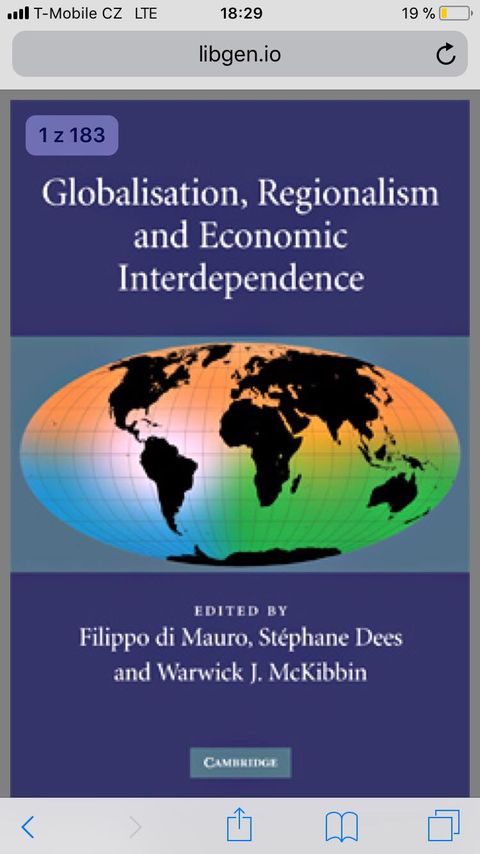 T-Mobile CZ LTE 18:29 19 %
libgen.io
1 z 183
Globalisation, Regionalism
and Economic
Interdependence
EDITED BY
Filippo di Mauro, Stéphane Dees
and Warwick J. McKibbin
CAMBRIDGE